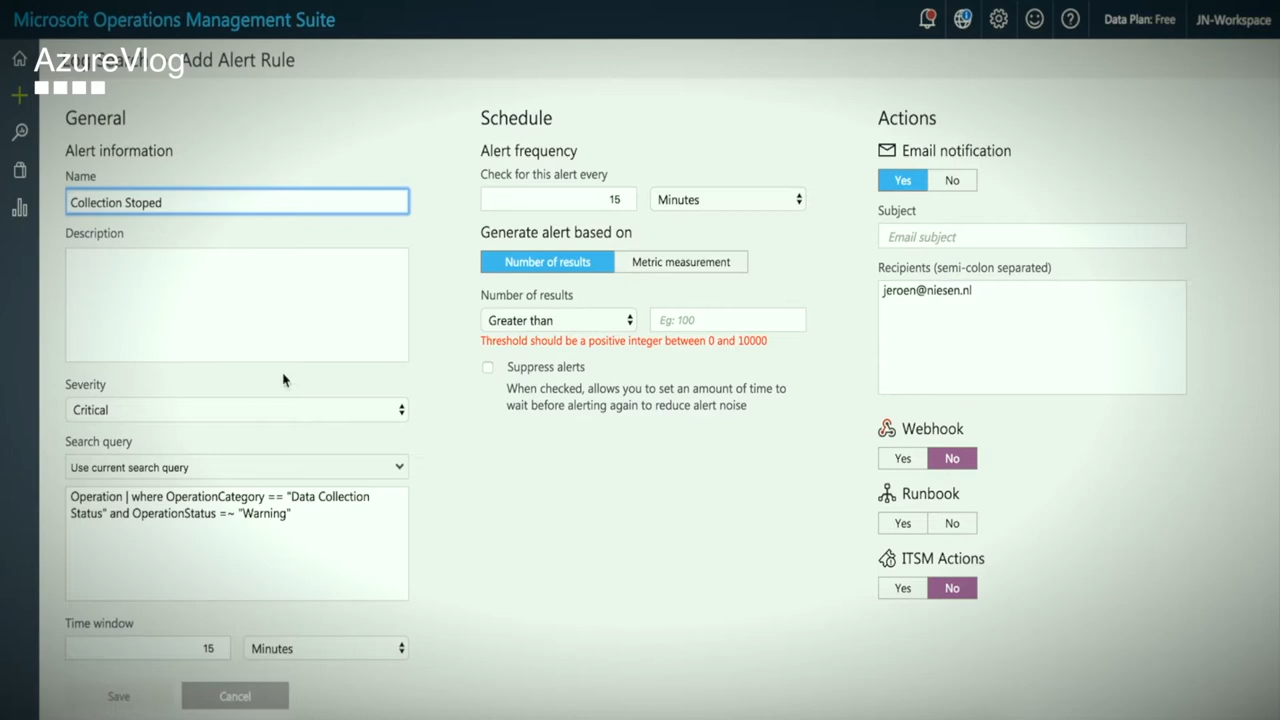 Microsoft Operations Management Suite
Data Plan: Free
JN-Workspace
AzureVlog
Add Alert Rule
General
Alert information
Name
Collection Stoped
Description
Severity
Critical
Search query
Use current search query
Operation | where OperationCategory == "Data Collection
Status" and OperationStatus =~ "Warning"
Time window
15
Minutes
Save
Cancel
Schedule
Alert frequency
Check for this alert every
15
Minutes
Generate alert based on
Number of results
Metric measurement
Number of results
Greater than
Eg: 100
Threshold should be a positive integer between 0 and 10000
Suppress alerts
When checked, allows you to set an amount of time to
wait before alerting again to reduce alert noise
Actions
Email notification
Yes
No
Subject
Email subject
Recipients (semi-colon separated)
jeroen@niesen.nl
Webhook
Yes
No
Runbook
Yes
No
ITSM Actions
Yes
No